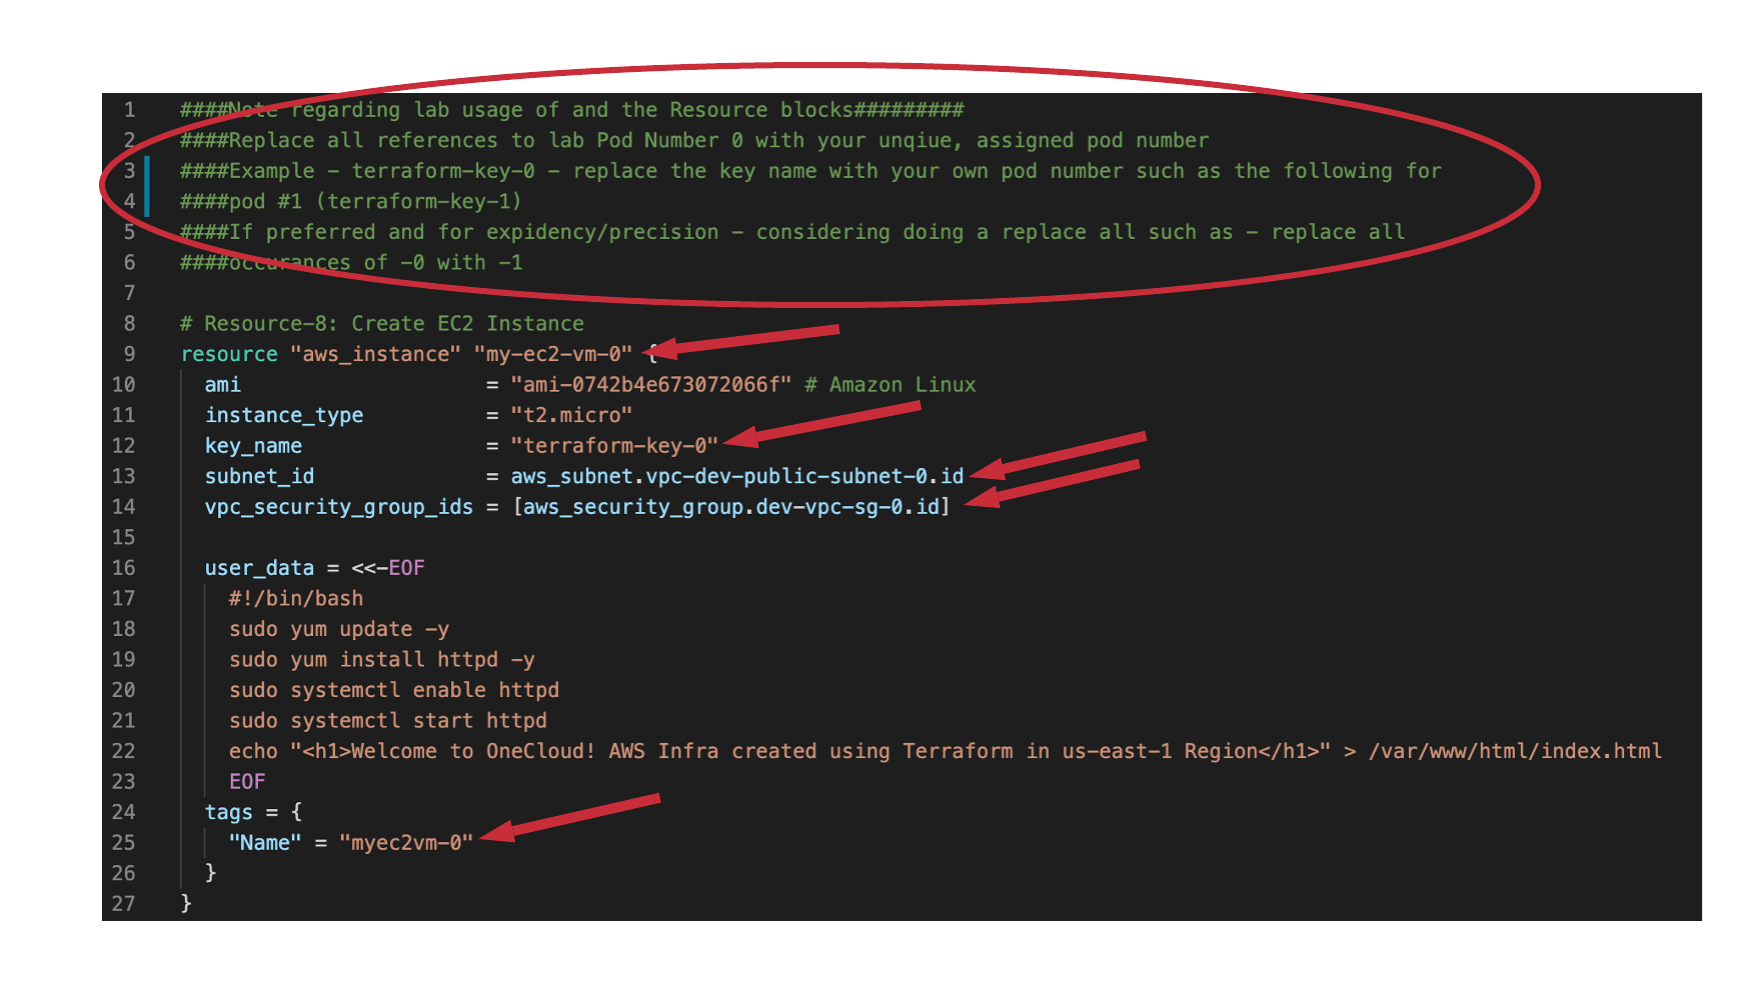 1 ####Note regarding lab usage of and the Resource blocks#########
2 ####Replace all references to lab Pod Number 0 with your unqiue, assigned pod number
3 ####Example - terraform-key-0 - replace the key name with your own pod number such as the following for
4 ####pod #1 (terraform-key-1)
5 ####If preferred and for expidency/precision - considering doing a replace all such as - replace all
6 ####occurances of -0 with -1
7
8 # Resource-8: Create EC2 Instance
9 resource "aws_instance" "my-ec2-vm-0" {
10 ami = "ami-0742b4e673072066f" # Amazon Linux
11 instance_type = "t2.micro"
12 key_name = "terraform-key-0"
13 subnet_id = aws_subnet.vpc-dev-public-subnet-0.id
14 vpc_security_group_ids = [aws_security_group.dev-vpc-sg-0.id]
15
16 user_data = <<-EOF
17 #!/bin/bash
18 sudo yum update -y
19 sudo yum install httpd -y
20 sudo systemctl enable httpd
21 sudo systemctl start httpd
22 echo "<h1>Welcome to OneCloud! AWS Infra created using Terraform in us-east-1 Region</h1>" > /var/www/html/index.html
23 EOF
24 tags = {
25 "Name" = "myec2vm-0"
26 }
27 }